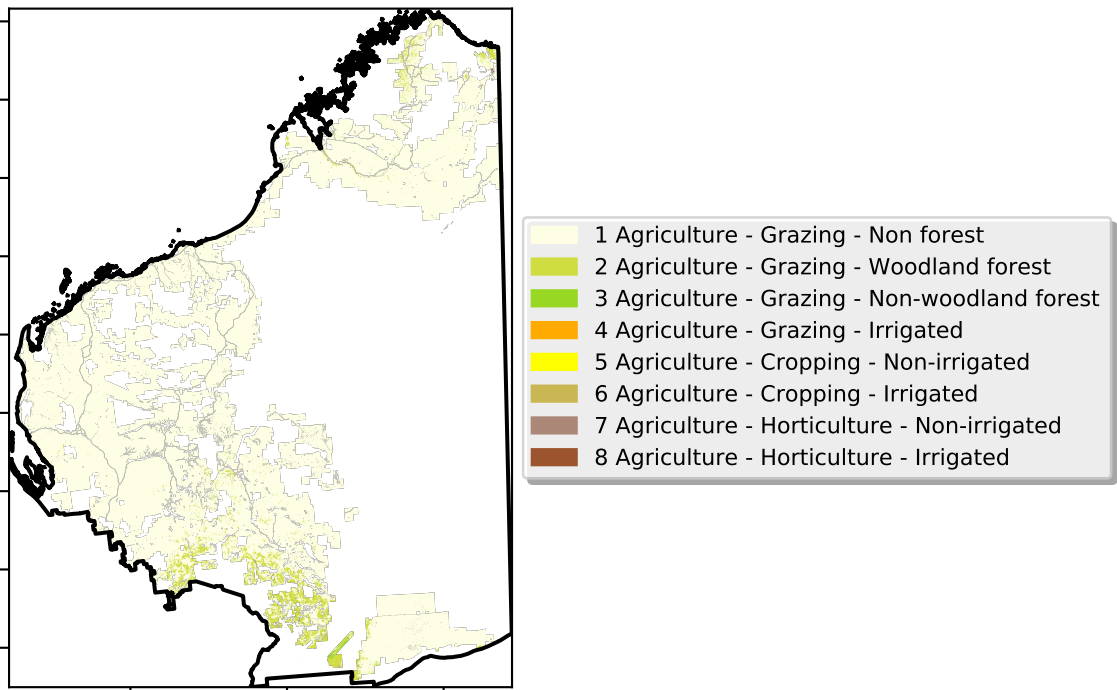 1 Agriculture - Grazing - Non forest
2 Agriculture - Grazing - Woodland forest
3 Agriculture - Grazing - Non-woodland forest
4 Agriculture - Grazing - Irrigated
5 Agriculture - Cropping - Non-irrigated
6 Agriculture - Cropping - Irrigated
7 Agriculture - Horticulture - Non-irrigated
8 Agriculture - Horticulture - Irrigated